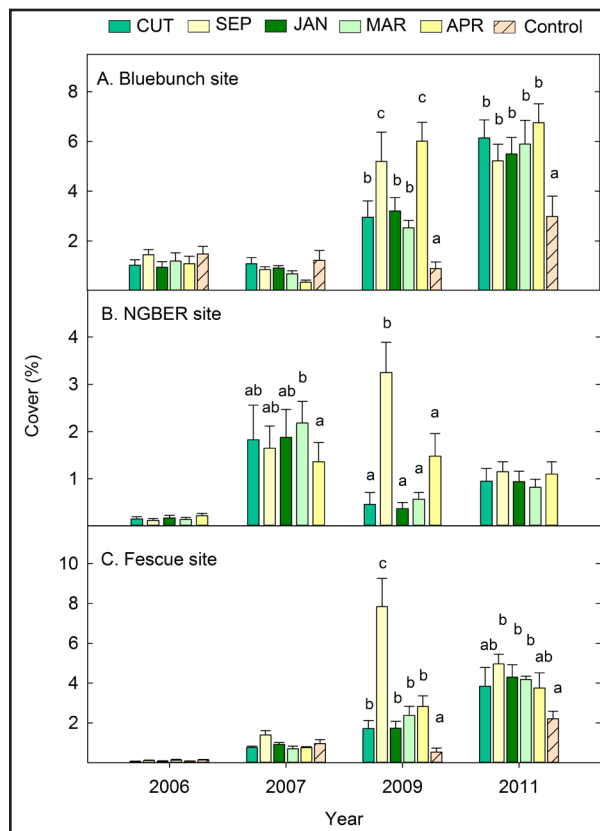 CUT SEP JAN MAR APR Control
A. Bluebunch site
8
6
4
2
b c b b c a
b b b b b a
B. NGBER site
4
3
2
1
ab ab ab b a
a b a a a
C. Fescue site
10
8
6
4
2
b c b b b a
ab b b b ab a
Cover (%)
2006 2007 2009 2011
Year